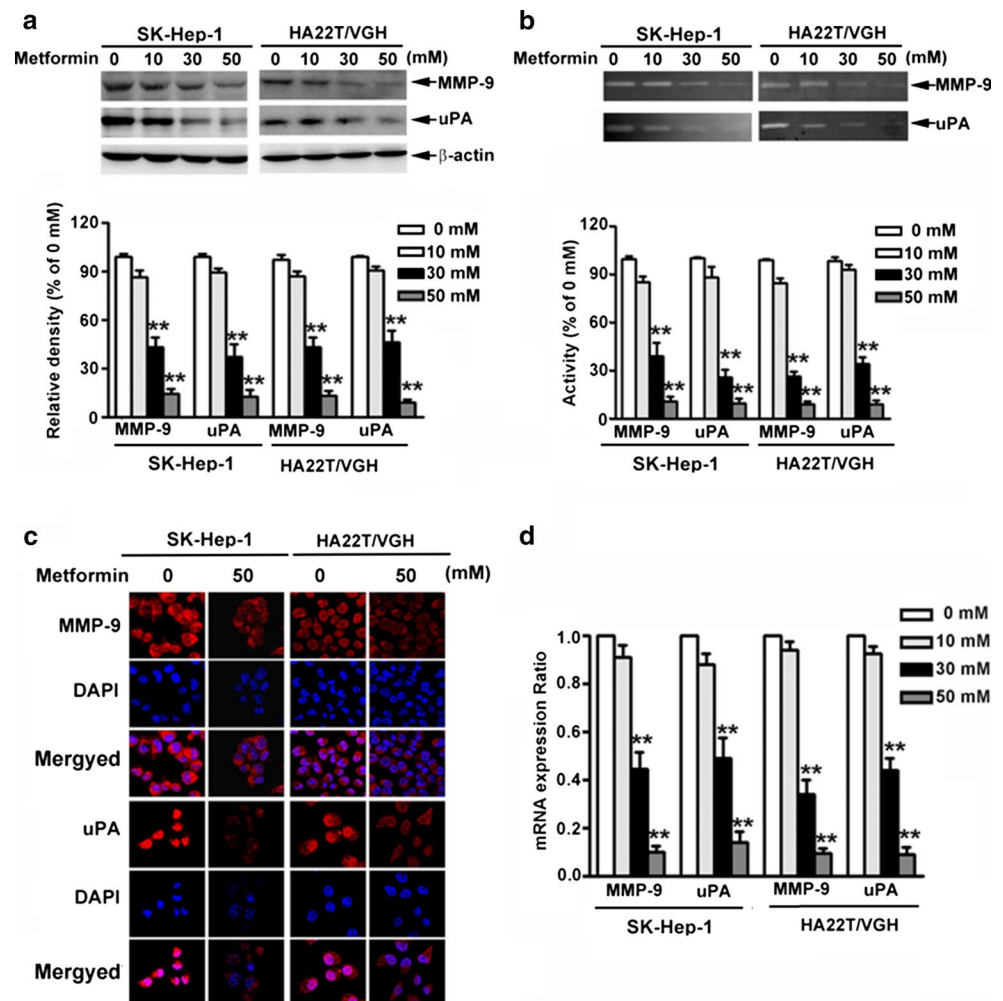 a
SK-Hep-1 HA22T/VGH
Metformin 0 10 30 50 0 10 30 50 (mM)
MMP-9
uPA
β-actin
Relative density (% of 0 mM)
120
90
60
30
0
0 mM
10 mM
30 mM
50 mM
** ** ** ** ** ** ** **
MMP-9 uPA MMP-9 uPA
SK-Hep-1 HA22T/VGH
b
SK-Hep-1 HA22T/VGH
Metformin 0 10 30 50 0 10 30 50 (mM)
MMP-9
uPA
Activity (% of 0 mM)
120
90
60
30
0
0 mM
10 mM
30 mM
50 mM
** ** ** ** ** ** ** **
MMP-9 uPA MMP-9 uPA
SK-Hep-1 HA22T/VGH
c
SK-Hep-1 HA22T/VGH
Metformin 0 50 0 50 (mM)
MMP-9
DAPI
Mergyed
uPA
DAPI
Mergyed
d
mRNA expression Ratio
1.0
0.8
0.6
0.4
0.2
0.0
0 mM
10 mM
30 mM
50 mM
** ** ** ** ** ** ** **
MMP-9 uPA MMP-9 uPA
SK-Hep-1 HA22T/VGH